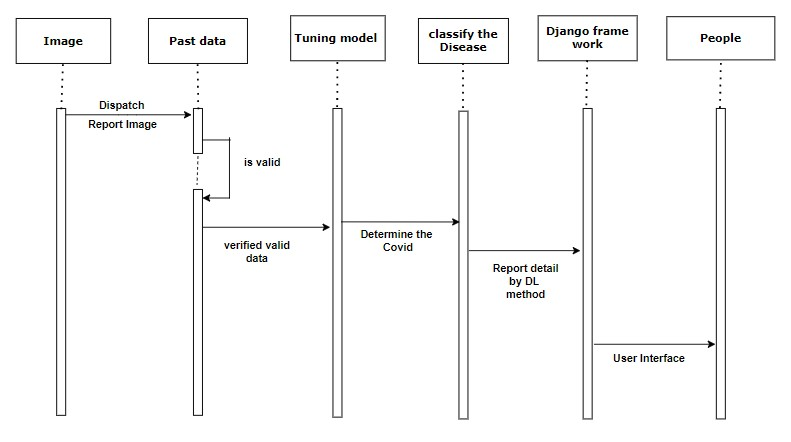 Image
Past data
Tuning model
classify the
Disease
Django frame
work
People
Dispatch
Report Image
is valid
verified valid
data
Determine the
Covid
Report detail
by DL
method
User Interface